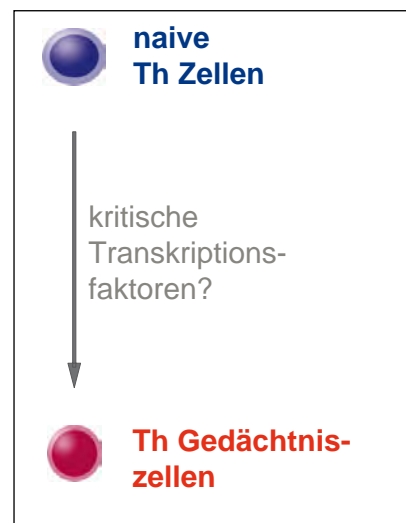 naive
Th Zellen
kritische
Transkriptions-
faktoren?
Th Gedächtnis-
zellen